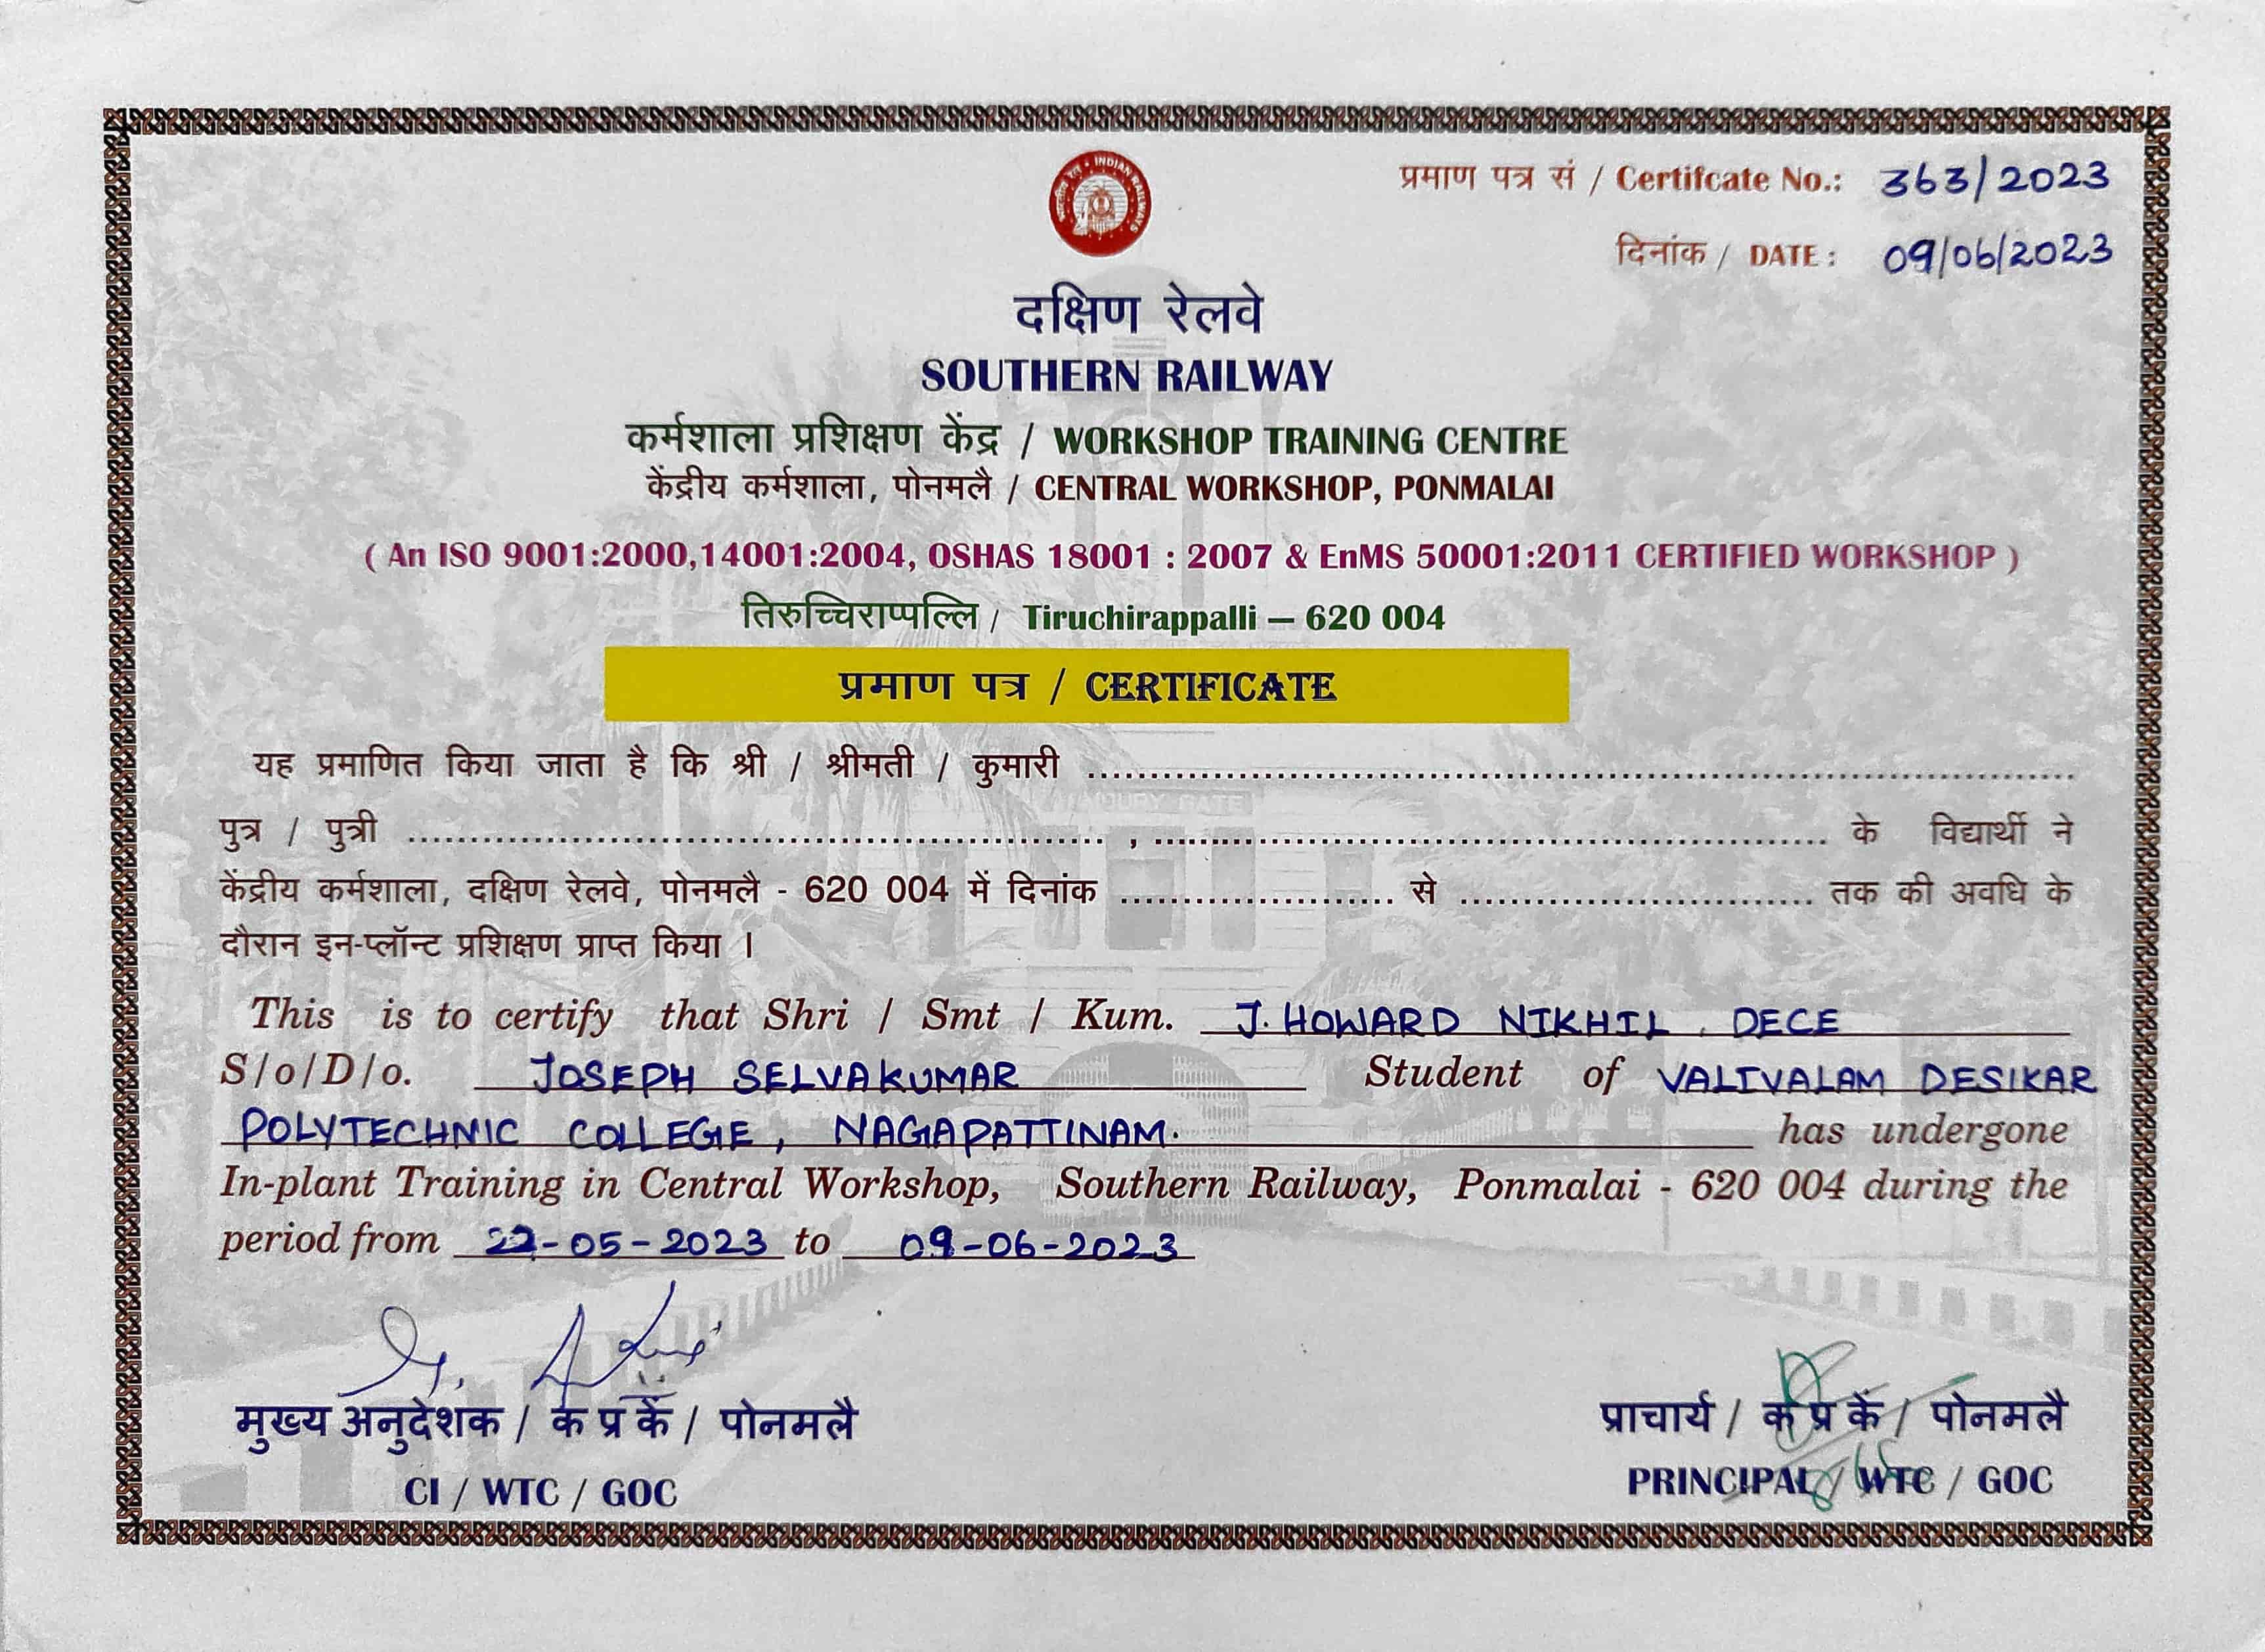 भारतीय रेल • INDIAN RAILWAYS
प्रमाण पत्र सं / Certifcate No.: 363/2023
दिनांक / DATE : 09/06/2023
दक्षिण रेलवे
SOUTHERN RAILWAY
कर्मशाला प्रशिक्षण केंद्र / WORKSHOP TRAINING CENTRE
केंद्रीय कर्मशाला, पोनमलै / CENTRAL WORKSHOP, PONMALAI
( An ISO 9001:2000,14001:2004, OSHAS 18001 : 2007 & EnMS 50001:2011 CERTIFIED WORKSHOP )
तिरुच्चिराप्पल्लि / Tiruchirappalli – 620 004
प्रमाण पत्र / CERTIFICATE
यह प्रमाणित किया जाता है कि श्री / श्रीमती / कुमारी ..........
पुत्र / पुत्री .......... , .......... के विद्यार्थी ने
केंद्रीय कर्मशाला, दक्षिण रेलवे, पोनमलै - 620 004 में दिनांक .......... से .......... तक की अवधि के
दौरान इन-प्लॉन्ट प्रशिक्षण प्राप्त किया ।
This is to certify that Shri / Smt / Kum. J. HOWARD NIKHIL, DECE
S/o/D/o. JOSEPH SELVAKUMAR Student of VALIVALAM DESIKAR
POLYTECHNIC COLLEGE, NAGAPATTINAM. has undergone
In-plant Training in Central Workshop, Southern Railway, Ponmalai - 620 004 during the
period from 22-05-2023 to 09-06-2023
मुख्य अनुदेशक / क प्र कें / पोनमलै
CI / WTC / GOC
प्राचार्य / क प्र कें / पोनमलै
PRINCIPAL / WTC / GOC